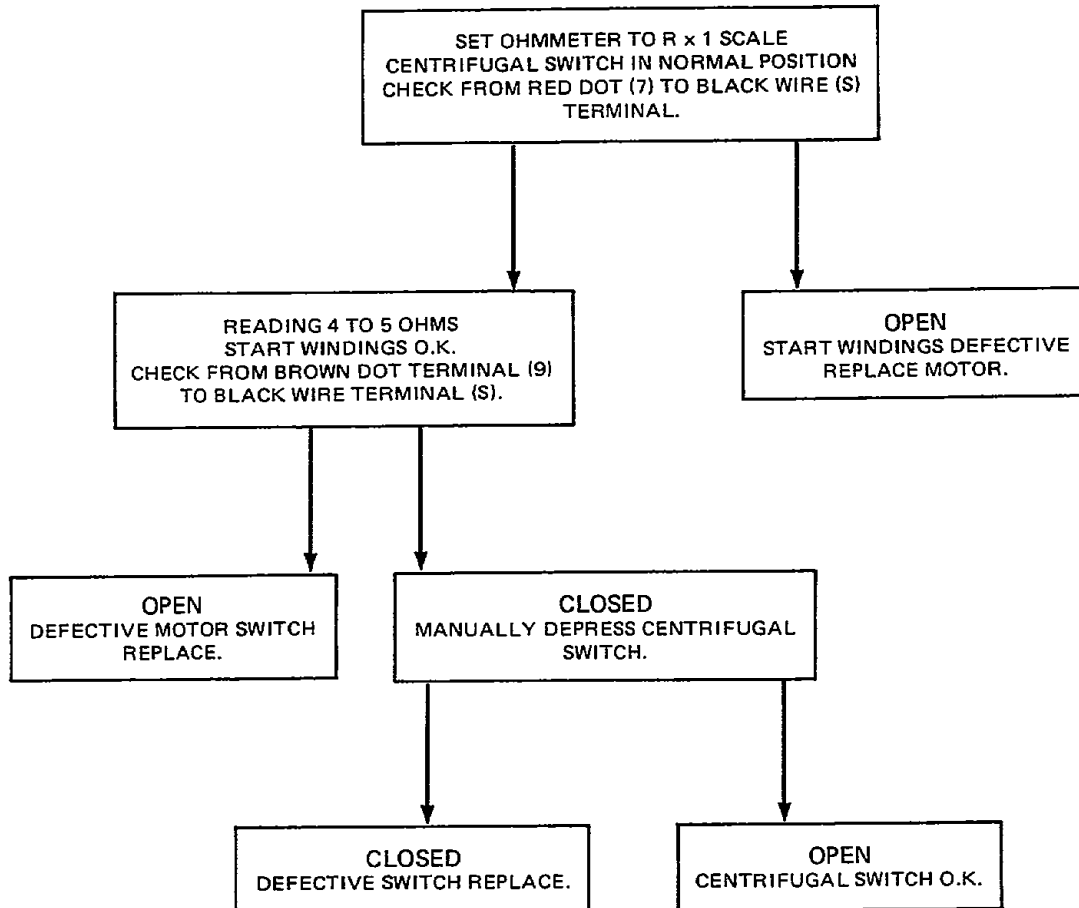 SET OHMMETER TO R x 1 SCALE
CENTRIFUGAL SWITCH IN NORMAL POSITION
CHECK FROM RED DOT (7) TO BLACK WIRE (S)
TERMINAL.
READING 4 TO 5 OHMS
START WINDINGS O.K.
CHECK FROM BROWN DOT TERMINAL (9)
TO BLACK WIRE TERMINAL (S).
OPEN
START WINDINGS DEFECTIVE
REPLACE MOTOR.
OPEN
DEFECTIVE MOTOR SWITCH
REPLACE.
CLOSED
MANUALLY DEPRESS CENTRIFUGAL
SWITCH.
CLOSED
DEFECTIVE SWITCH REPLACE.
OPEN
CENTRIFUGAL SWITCH O.K.